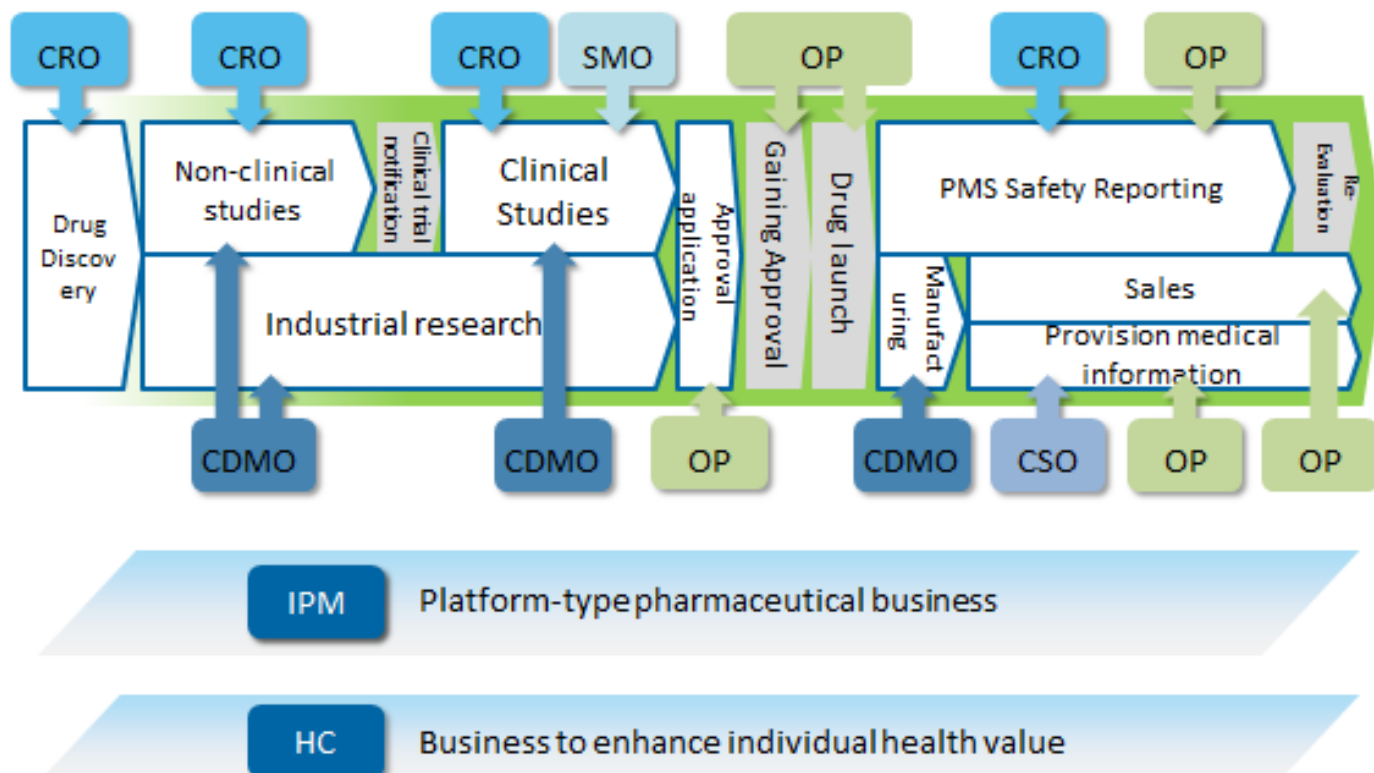 CRO
CRO
CRO
SMO
OP
CRO
OP
Drug
Discov
ery
Non-clinical
studies
Clinical trial
notification
Clinical
Studies
Industrial research
Approval
application
Gaining Approval
Drug launch
PMS Safety Reporting
Re-
Evaluation
Manufact
uring
Sales
Provision medical
information
CDMO
CDMO
OP
CDMO
CSO
OP
OP
IPM
Platform-type pharmaceutical business
HC
Business to enhance individual health value